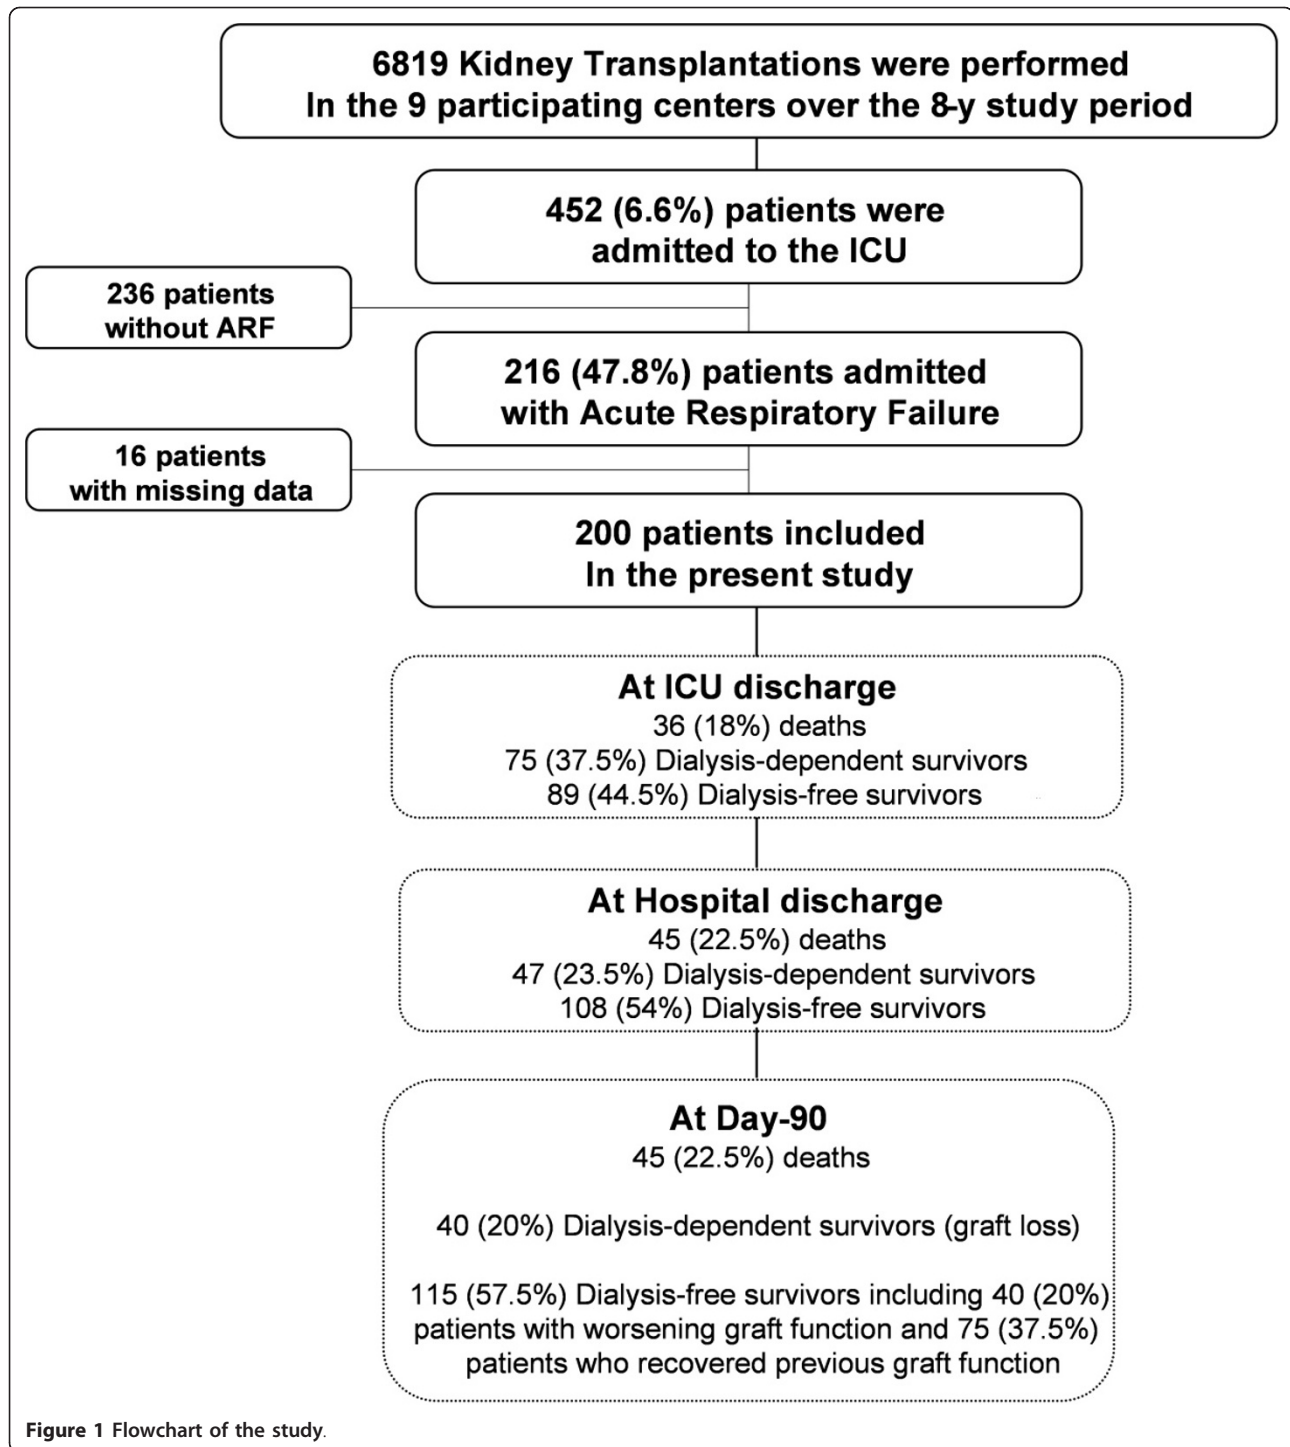 6819 Kidney Transplantations were performed
In the 9 participating centers over the 8-y study period
452 (6.6%) patients were
admitted to the ICU
236 patients
without ARF
216 (47.8%) patients admitted
with Acute Respiratory Failure
16 patients
with missing data
200 patients included
In the present study
At ICU discharge
36 (18%) deaths
75 (37.5%) Dialysis-dependent survivors
89 (44.5%) Dialysis-free survivors
At Hospital discharge
45 (22.5%) deaths
47 (23.5%) Dialysis-dependent survivors
108 (54%) Dialysis-free survivors
At Day-90
45 (22.5%) deaths
40 (20%) Dialysis-dependent survivors (graft loss)
115 (57.5%) Dialysis-free survivors including 40 (20%)
patients with worsening graft function and 75 (37.5%)
patients who recovered previous graft function
Figure 1 Flowchart of the study.